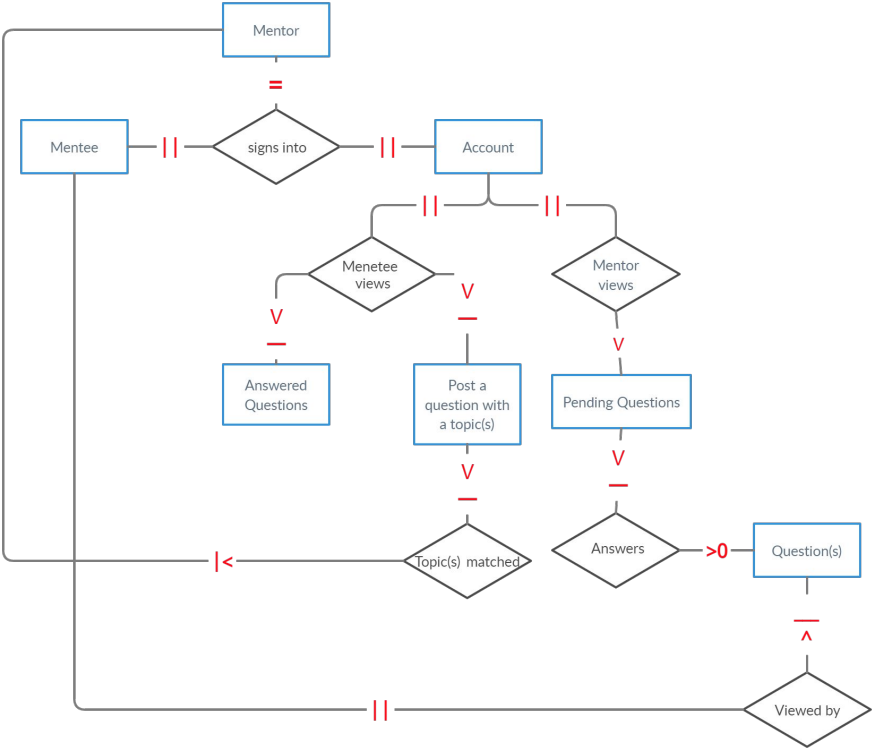 Mentor
=
Mentee
||
signs into
||
Account
||
||
Menetee
views
Mentor
views
V
|
V
|
V
Answered
Questions
Post a
question with
a topic(s)
Pending Questions
V
|
V
|
Topic(s) matched
Answers
>0
Question(s)
|<
|
^
||
Viewed by